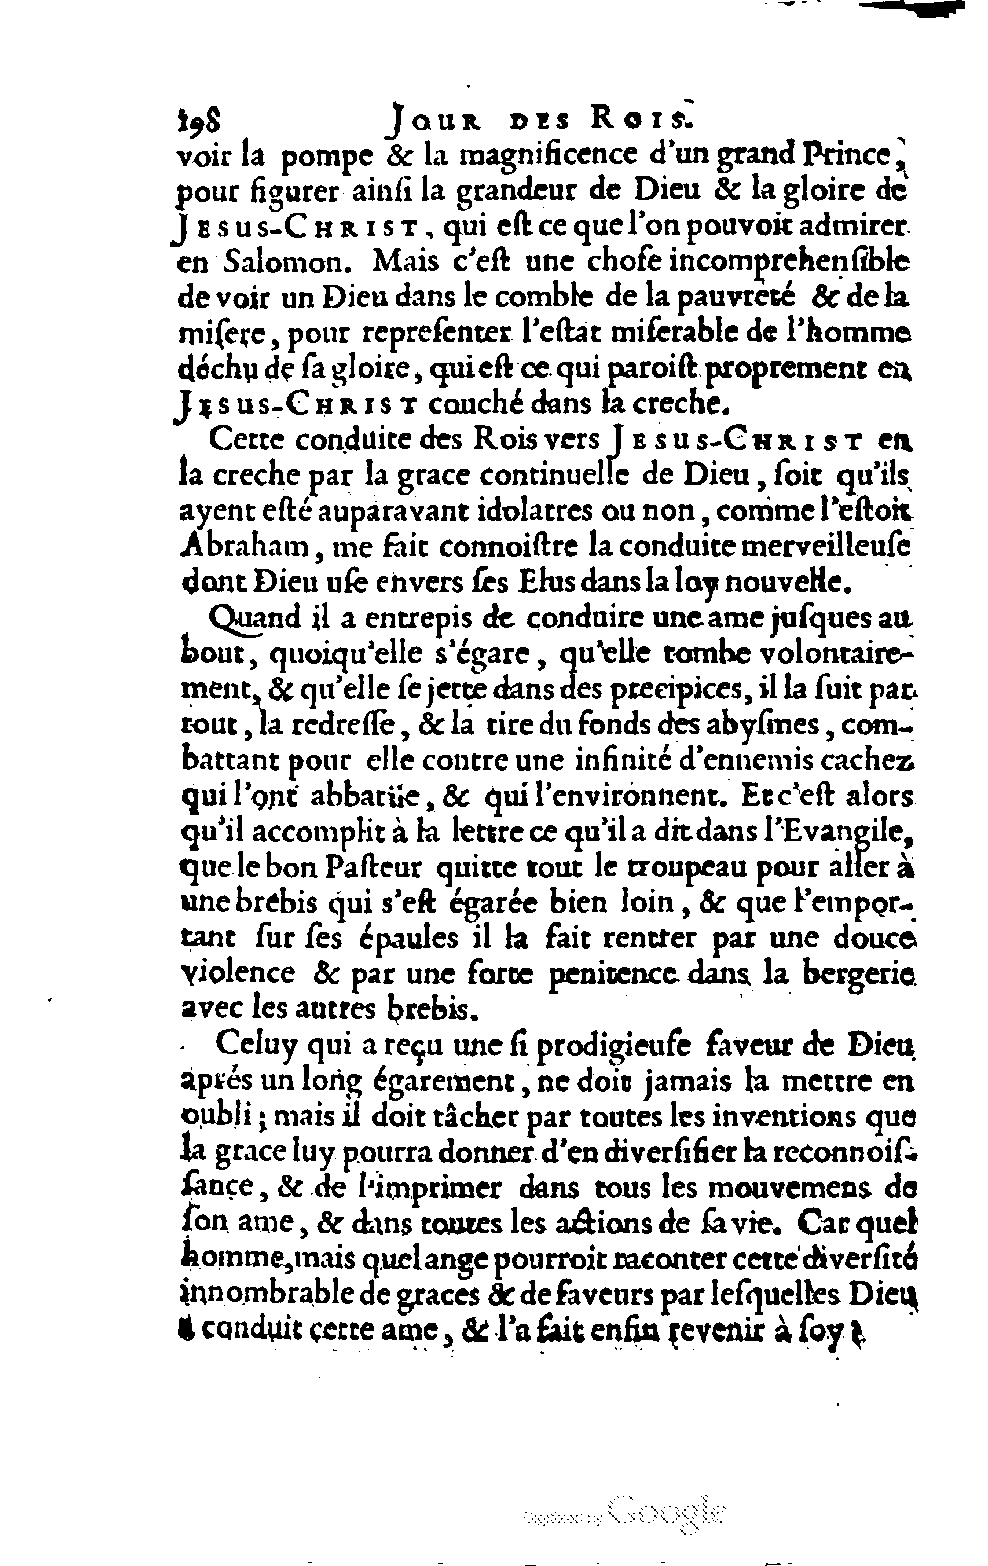 198 JOUR DES ROIS.
voir la pompe & la magnificence d'un grand Prince,
pour figurer ainſi la grandeur de Dieu & la gloire de
JESUS-CHRIST, qui eſt ce que l'on pouvoit admirer
en Salomon. Mais c'eſt une choſe incomprehenſible
de voir un Dieu dans le comble de la pauvreté & de la
miſere, pour repreſenter l'eſtat miſerable de l'homme
déchu de ſa gloire, qui eſt ce qui paroiſt proprement en
JESUS-CHRIST couché dans la creche.
Cette conduite des Rois vers JESUS-CHRIST en
la creche par la grace continuelle de Dieu, ſoit qu'ils
ayent eſté auparavant idolatres ou non, comme l'eſtoit
Abraham, me fait connoiſtre la conduite merveilleuſe
dont Dieu uſe envers ſes Elus dans la loy nouvelle.
Quand il a entrepis de conduire une ame juſques au
bout, quoiqu'elle s'égare, qu'elle tombe volontaire-
ment, & qu'elle ſe jette dans des precipices, il la ſuit par
tout, la redreſſe, & la tire du fonds des abyſmes, com-
battant pour elle contre une infinité d'ennemis cachez
qui l'ont abbatüe, & qui l'environnent. Et c'eſt alors
qu'il accomplit à la lettre ce qu'il a dit dans l'Evangile,
que le bon Paſteur quitte tout le troupeau pour aller à
une brebis qui s'eſt égarée bien loin, & que l'empor-
tant ſur ſes épaules il la fait rentrer par une douce
violence & par une forte penitence dans la bergerie
avec les autres brebis.
Celuy qui a reçu une ſi prodigieuſe faveur de Dieu
aprés un long égarement, ne doit jamais la mettre en
oubli; mais il doit tâcher par toutes les inventions que
la grace luy pourra donner d'en diverſifier la reconnoiſ-
ſance, & de l'imprimer dans tous les mouvemens de
ſon ame, & dans toutes les actions de ſa vie. Car quel
homme, mais quel ange pourroit raconter cette diverſité
innombrable de graces & de faveurs par leſquelles Dieu
a conduit cette ame, & l'a fait enfin revenir à ſoy?
Digitized by Google